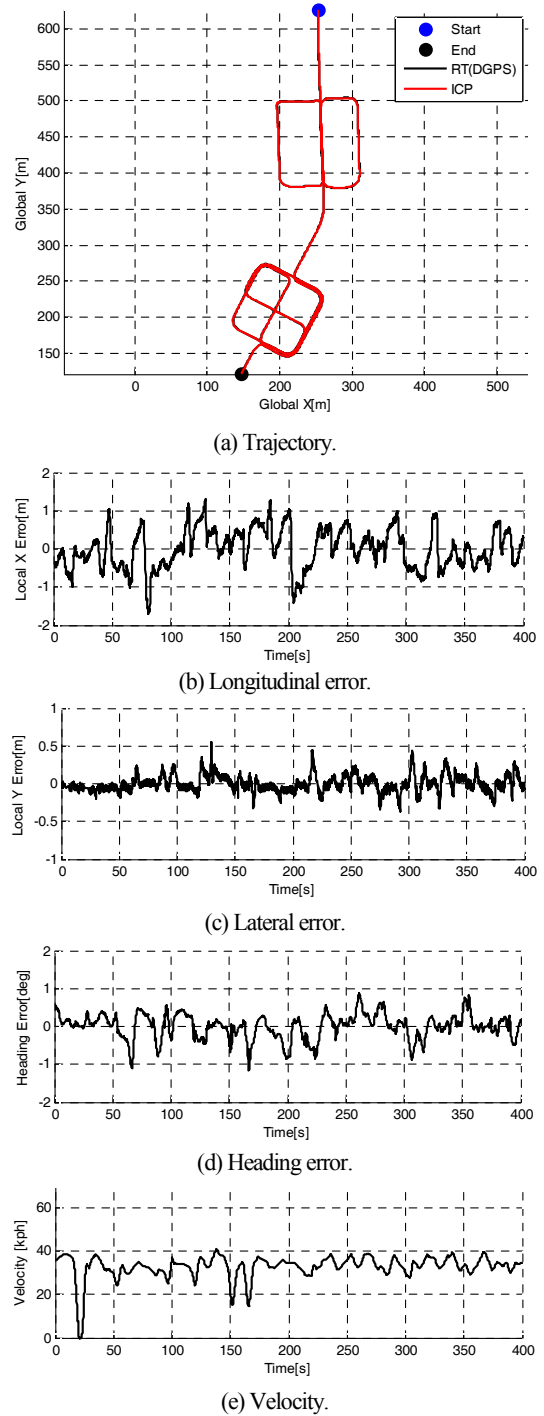 600
550
500
450
400
350
300
250
200
150
Global Y[m]
Start
End
RT(DGPS)
ICP
0 100 200 300 400 500
Global X[m]
(a) Trajectory.
2
1
0
-1
-2
Local X Error[m]
0 50 100 150 200 250 300 350 400
Time[s]
(b) Longitudinal error.
1
0.5
0
-0.5
-1
Local Y Error[m]
0 50 100 150 200 250 300 350 400
Time[s]
(c) Lateral error.
2
1
0
-1
-2
Heading Error[deg]
0 50 100 150 200 250 300 350 400
Time[s]
(d) Heading error.
60
40
20
0
Velocity [kph]
0 50 100 150 200 250 300 350 400
Time[s]
(e) Velocity.